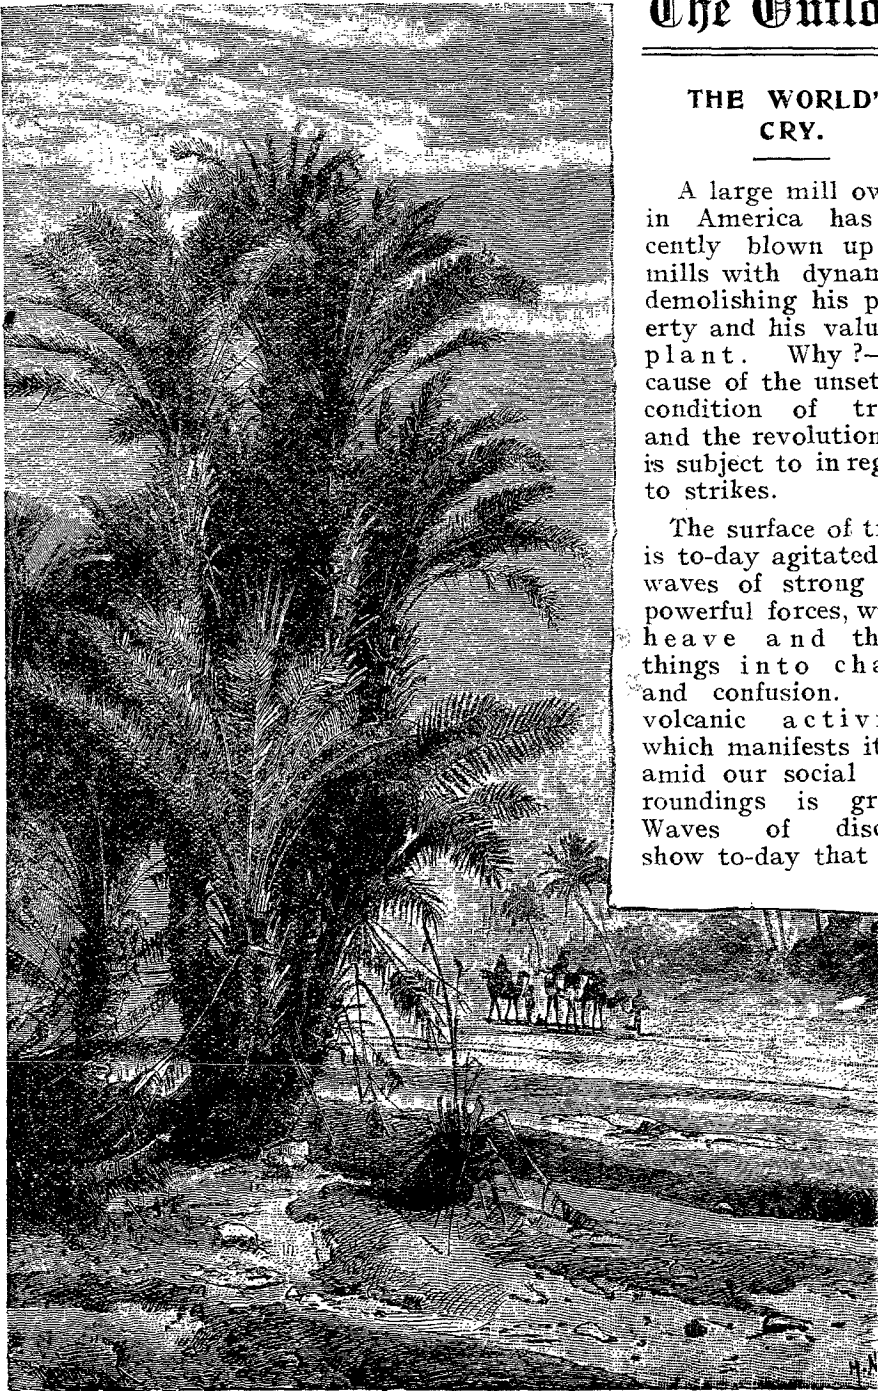 The
THE WORLD'
CRY.
A large mill ow
in America has
cently blown up
mills with dynam
demolishing his p
erty and his valu
plant. Why ?—
cause of the unset
condition of tr
and the revolution
is subject to in reg
to strikes.
The surface of t
is to-day agitated
waves of strong
powerful forces, w
heave and th
things into cha
and confusion.
volcanic activi
which manifests it
amid our social
roundings is gr
Waves of disc
show to-day that